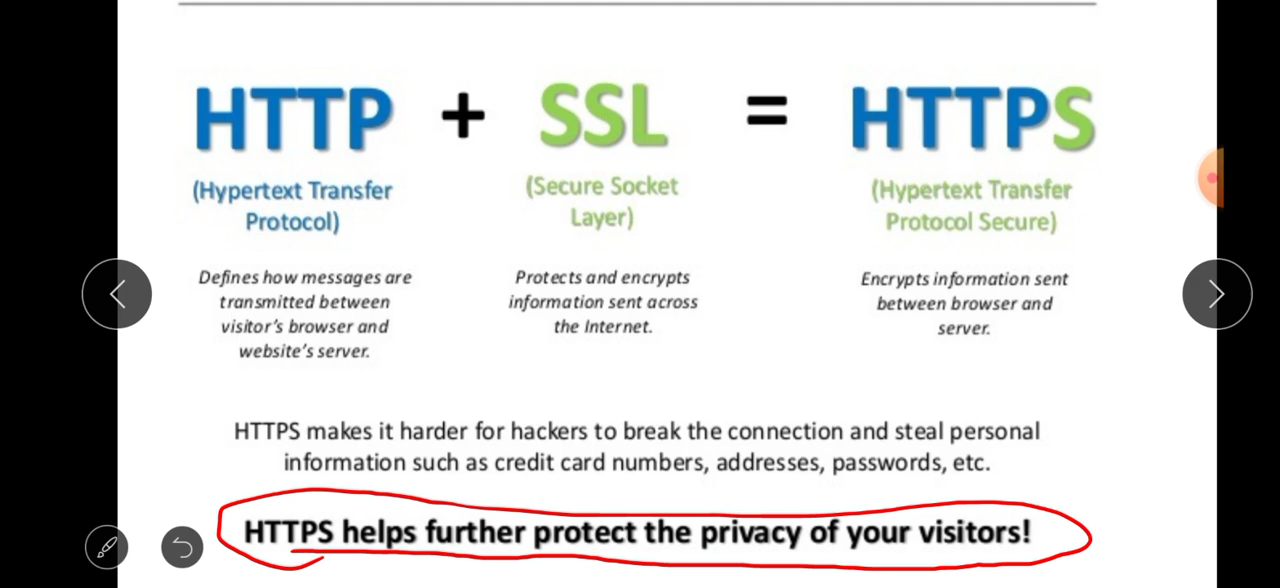 HTTP + SSL = HTTPS
(Hypertext Transfer
Protocol)
(Secure Socket
Layer)
(Hypertext Transfer
Protocol Secure)
Defines how messages are
transmitted between
visitor's browser and
website's server.
Protects and encrypts
information sent across
the Internet.
Encrypts information sent
between browser and
server.
HTTPS makes it harder for hackers to break the connection and steal personal
information such as credit card numbers, addresses, passwords, etc.
HTTPS helps further protect the privacy of your visitors!